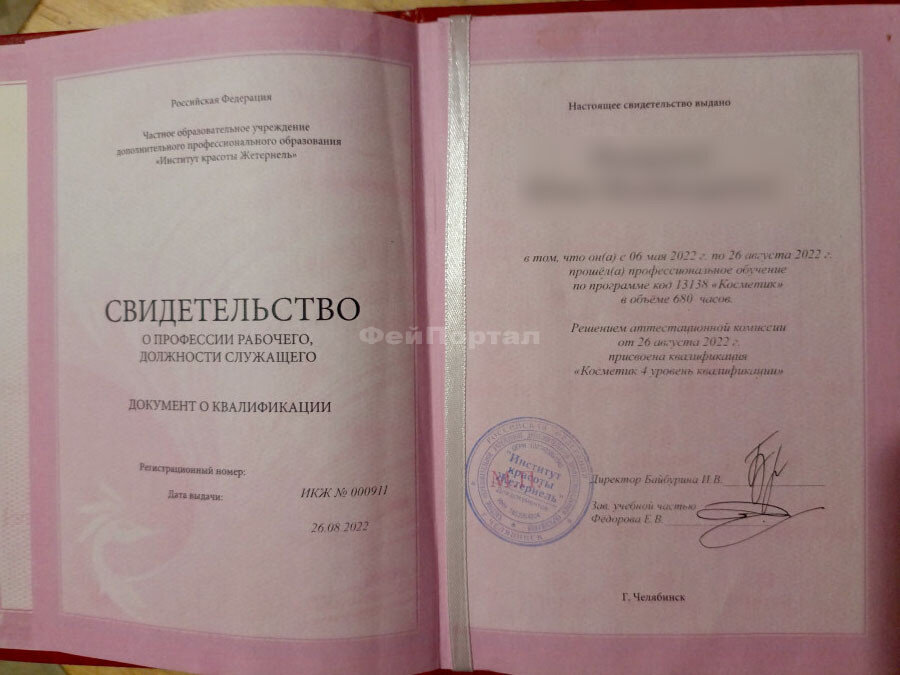 Российская Федерация
Частное образовательное учреждение
дополнительного профессионального образования
«Институт красоты Жетернель»
СВИДЕТЕЛЬСТВО
О ПРОФЕССИИ РАБОЧЕГО,
ДОЛЖНОСТИ СЛУЖАЩЕГО
ДОКУМЕНТ О КВАЛИФИКАЦИИ
Регистрационный номер:
ИКЖ № 000911
Дата выдачи:
26.08.2022
ФейПортал
Настоящее свидетельство выдано
в том, что он(а) с 06 мая 2022 г. по 26 августа 2022 г.
прошёл(а) профессиональное обучение
по программе код 13138 «Косметик»
в объёме 680 часов.
Решением аттестационной комиссии
от 26 августа 2022 г.
присвоена квалификация
«Косметик 4 уровень квалификации»
"Институт
красоты
Жетернель"
Для документов
Директор Байбурина И.В.
Зав. учебной частью
Федорова Е.В.
Г. Челябинск